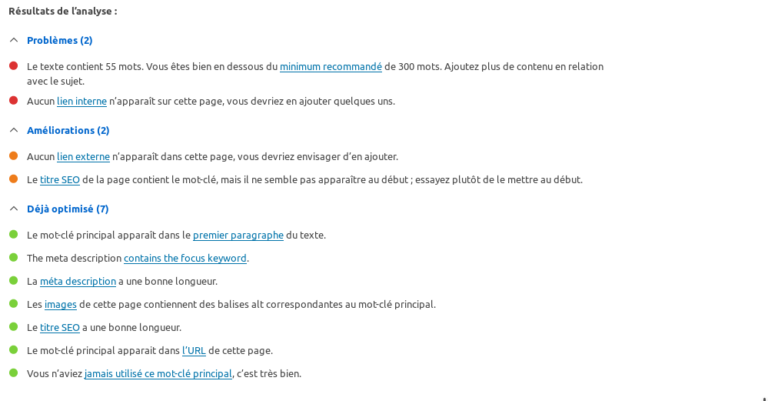 Résultats de l'analyse :
Problèmes (2)
Le texte contient 55 mots. Vous êtes bien en dessous du minimum recommandé de 300 mots. Ajoutez plus de contenu en relation
avec le sujet.
Aucun lien interne n'apparaît sur cette page, vous devriez en ajouter quelques uns.
Améliorations (2)
Aucun lien externe n'apparaît dans cette page, vous devriez envisager d'en ajouter.
Le titre SEO de la page contient le mot-clé, mais il ne semble pas apparaître au début ; essayez plutôt de le mettre au début.
Déjà optimisé (7)
Le mot-clé principal apparaît dans le premier paragraphe du texte.
The meta description contains the focus keyword.
La méta description a une bonne longueur.
Les images de cette page contiennent des balises alt correspondantes au mot-clé principal.
Le titre SEO a une bonne longueur.
Le mot-clé principal apparait dans l'URL de cette page.
Vous n'aviez jamais utilisé ce mot-clé principal, c'est très bien.